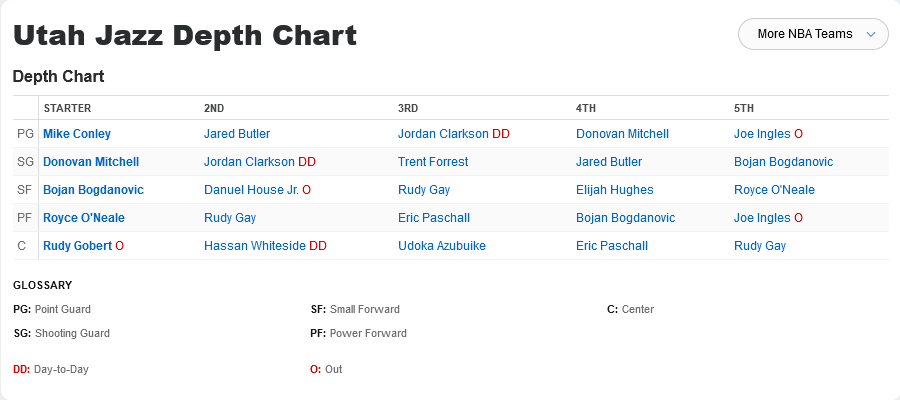 Utah Jazz Depth Chart
More NBA Teams
Depth Chart
STARTER 2ND 3RD 4TH 5TH
PG Mike Conley Jared Butler Jordan Clarkson DD Donovan Mitchell Joe Ingles O
SG Donovan Mitchell Jordan Clarkson DD Trent Forrest Jared Butler Bojan Bogdanovic
SF Bojan Bogdanovic Danuel House Jr. O Rudy Gay Elijah Hughes Royce O'Neale
PF Royce O'Neale Rudy Gay Eric Paschall Bojan Bogdanovic Joe Ingles O
C Rudy Gobert O Hassan Whiteside DD Udoka Azubuike Eric Paschall Rudy Gay
GLOSSARY
PG: Point Guard SF: Small Forward C: Center
SG: Shooting Guard PF: Power Forward
DD: Day-to-Day O: Out